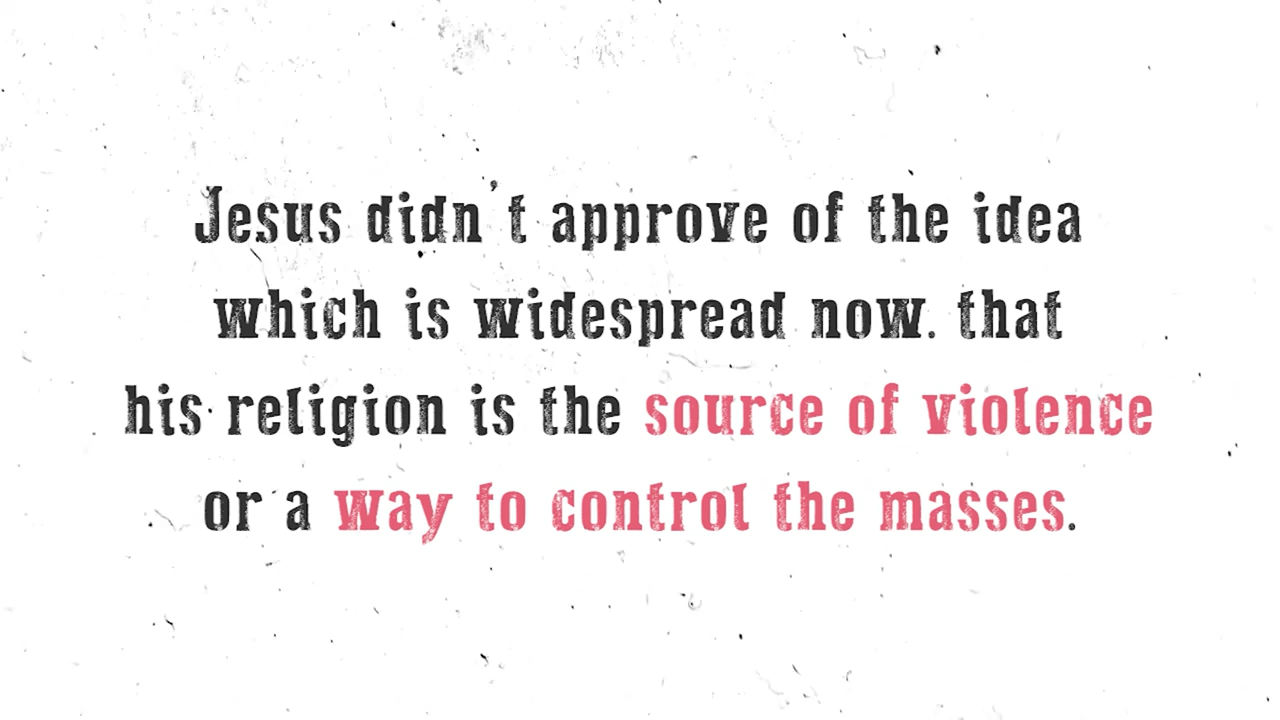 Jesus didn't approve of the idea
which is widespread now. that
his religion is the source of violence
or a way to control the masses.